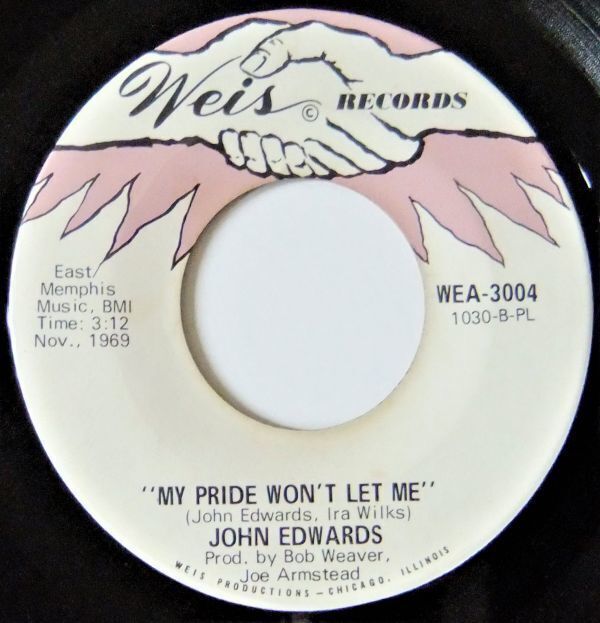 Weis © RECORDS
East/
Memphis
Music, BMI
Time: 3:12
Nov., 1969
WEA-3004
1030-B-PL
"MY PRIDE WON'T LET ME"
(John Edwards, Ira Wilks)
JOHN EDWARDS
Prod. by Bob Weaver,
Joe Armstead
WEIS PRODUCTIONS - CHICAGO, ILLINOIS